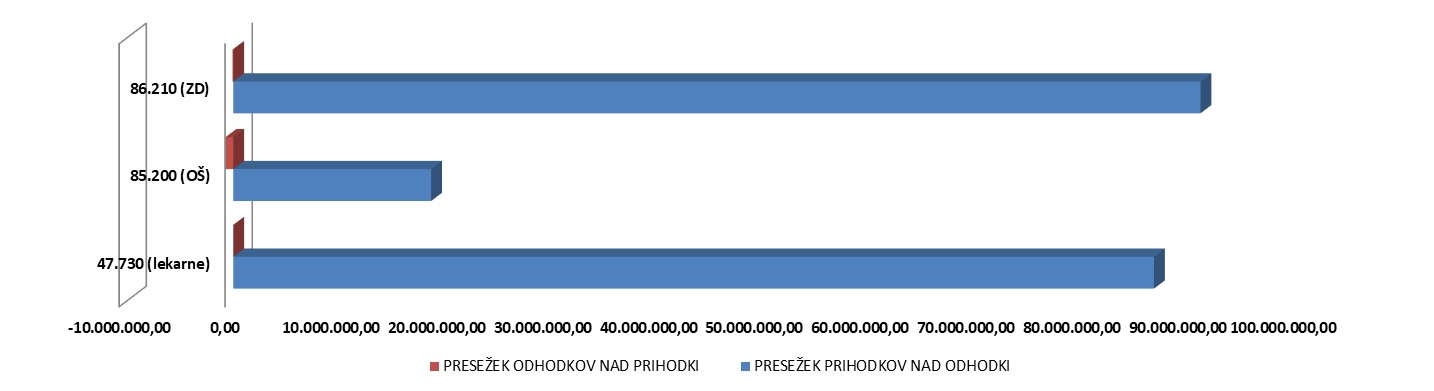 86.210 (ZD)
85.200 (OŠ)
47.730 (lekarne)
-10.000.000,00 0,00 10.000.000,00 20.000.000,00 30.000.000,00 40.000.000,00 50.000.000,00 60.000.000,00 70.000.000,00 80.000.000,00 90.000.000,00 100.000.000,00
PRESEŽEK ODHODKOV NAD PRIHODKI PRESEŽEK PRIHODKOV NAD ODHODKI